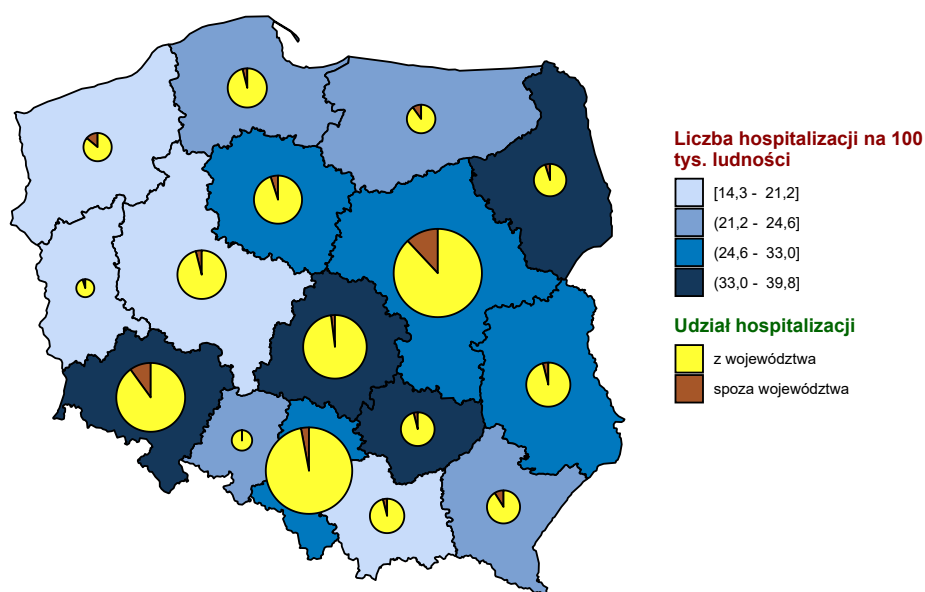 Liczba hospitalizacji na 100
tys. ludności
[14,3 - 21,2]
(21,2 - 24,6]
(24,6 - 33,0]
(33,0 - 39,8]
Udział hospitalizacji
z województwa
spoza województwa